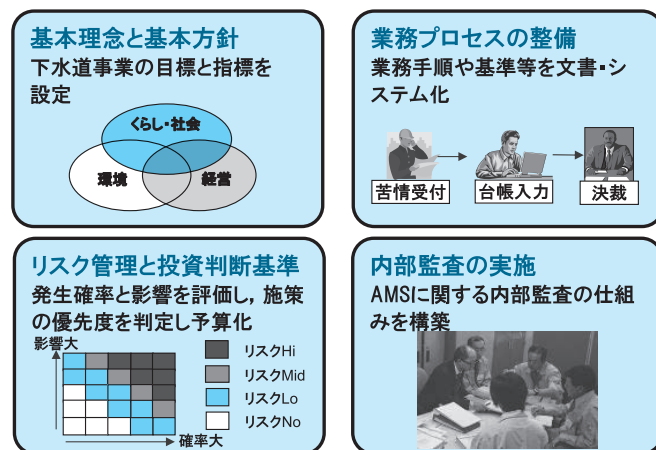 基本理念と基本方針
下水道事業の目標と指標を
設定
くらし・社会
環境
経営
業務プロセスの整備
業務手順や基準等を文書・シ
ステム化
苦情受付
台帳入力
決裁
リスク管理と投資判断基準
発生確率と影響を評価し，施策
の優先度を判定し予算化
影響大
リスクHi
リスクMid
リスクLo
リスクNo
確率大
内部監査の実施
AMSに関する内部監査の仕組
みを構築